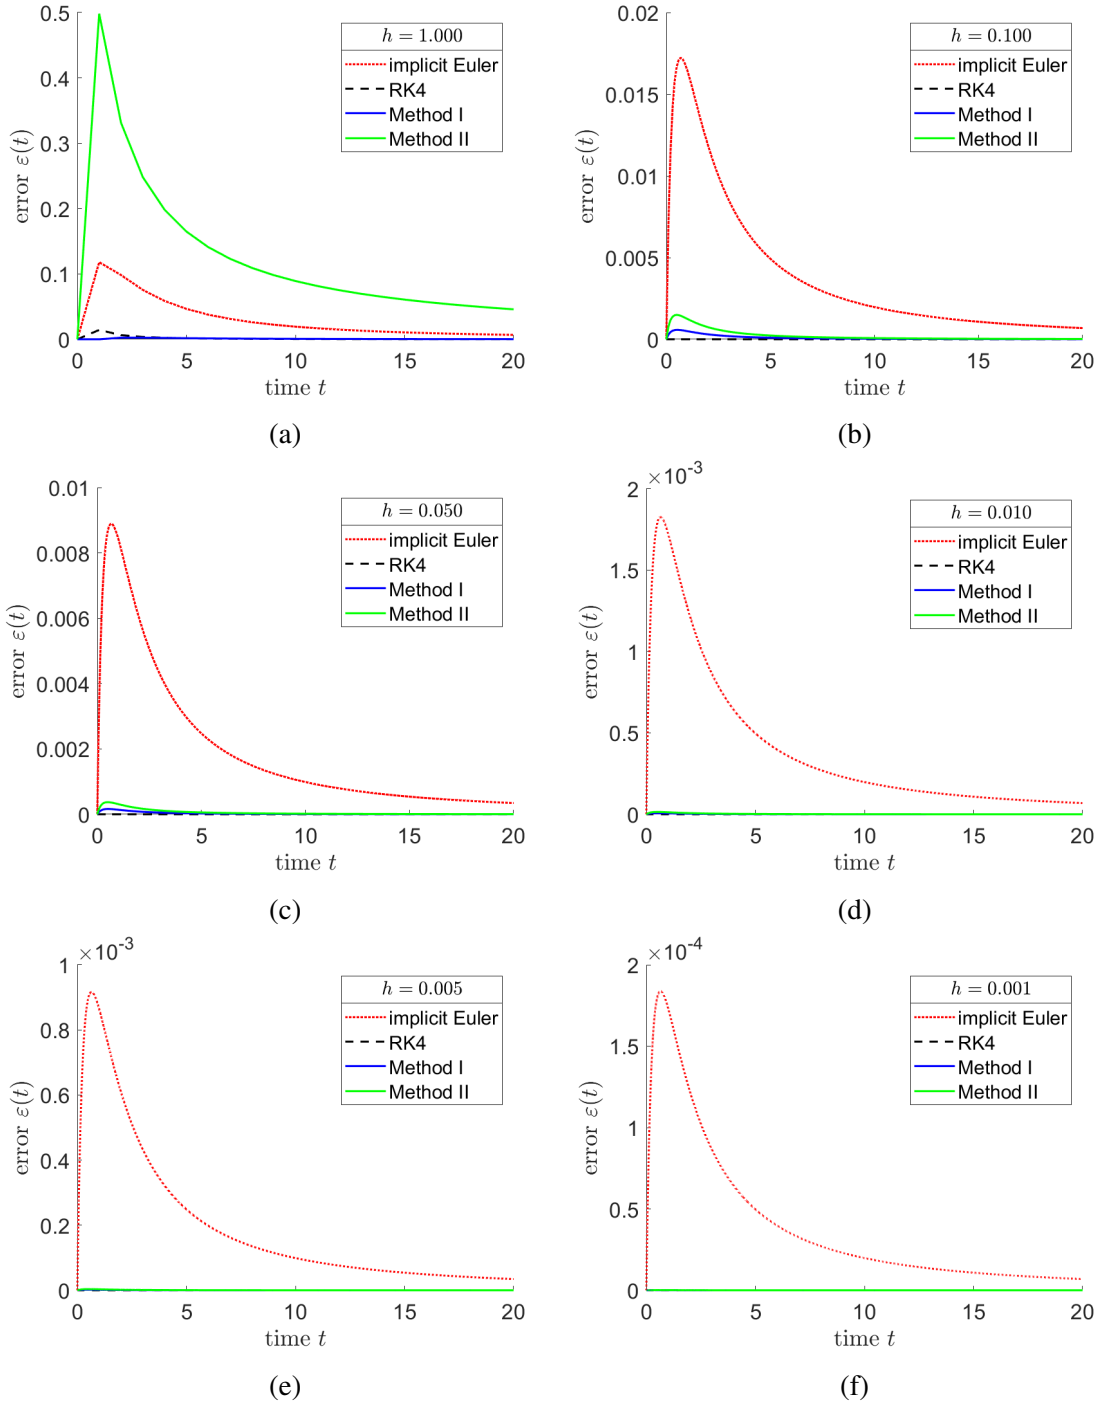 0.5
0.4
0.3
0.2
0.1
0
error ε(t)
0 5 10 15 20
time t
h = 1.000
implicit Euler
RK4
Method I
Method II
(a)
0.02
0.015
0.01
0.005
0
error ε(t)
0 5 10 15 20
time t
h = 0.100
implicit Euler
RK4
Method I
Method II
(b)
0.01
0.008
0.006
0.004
0.002
0
error ε(t)
0 5 10 15 20
time t
h = 0.050
implicit Euler
RK4
Method I
Method II
(c)
×10⁻³
2
1.5
1
0.5
0
error ε(t)
0 5 10 15 20
time t
h = 0.010
implicit Euler
RK4
Method I
Method II
(d)
×10⁻³
1
0.8
0.6
0.4
0.2
0
error ε(t)
0 5 10 15 20
time t
h = 0.005
implicit Euler
RK4
Method I
Method II
(e)
×10⁻⁴
2
1.5
1
0.5
0
error ε(t)
0 5 10 15 20
time t
h = 0.001
implicit Euler
RK4
Method I
Method II
(f)